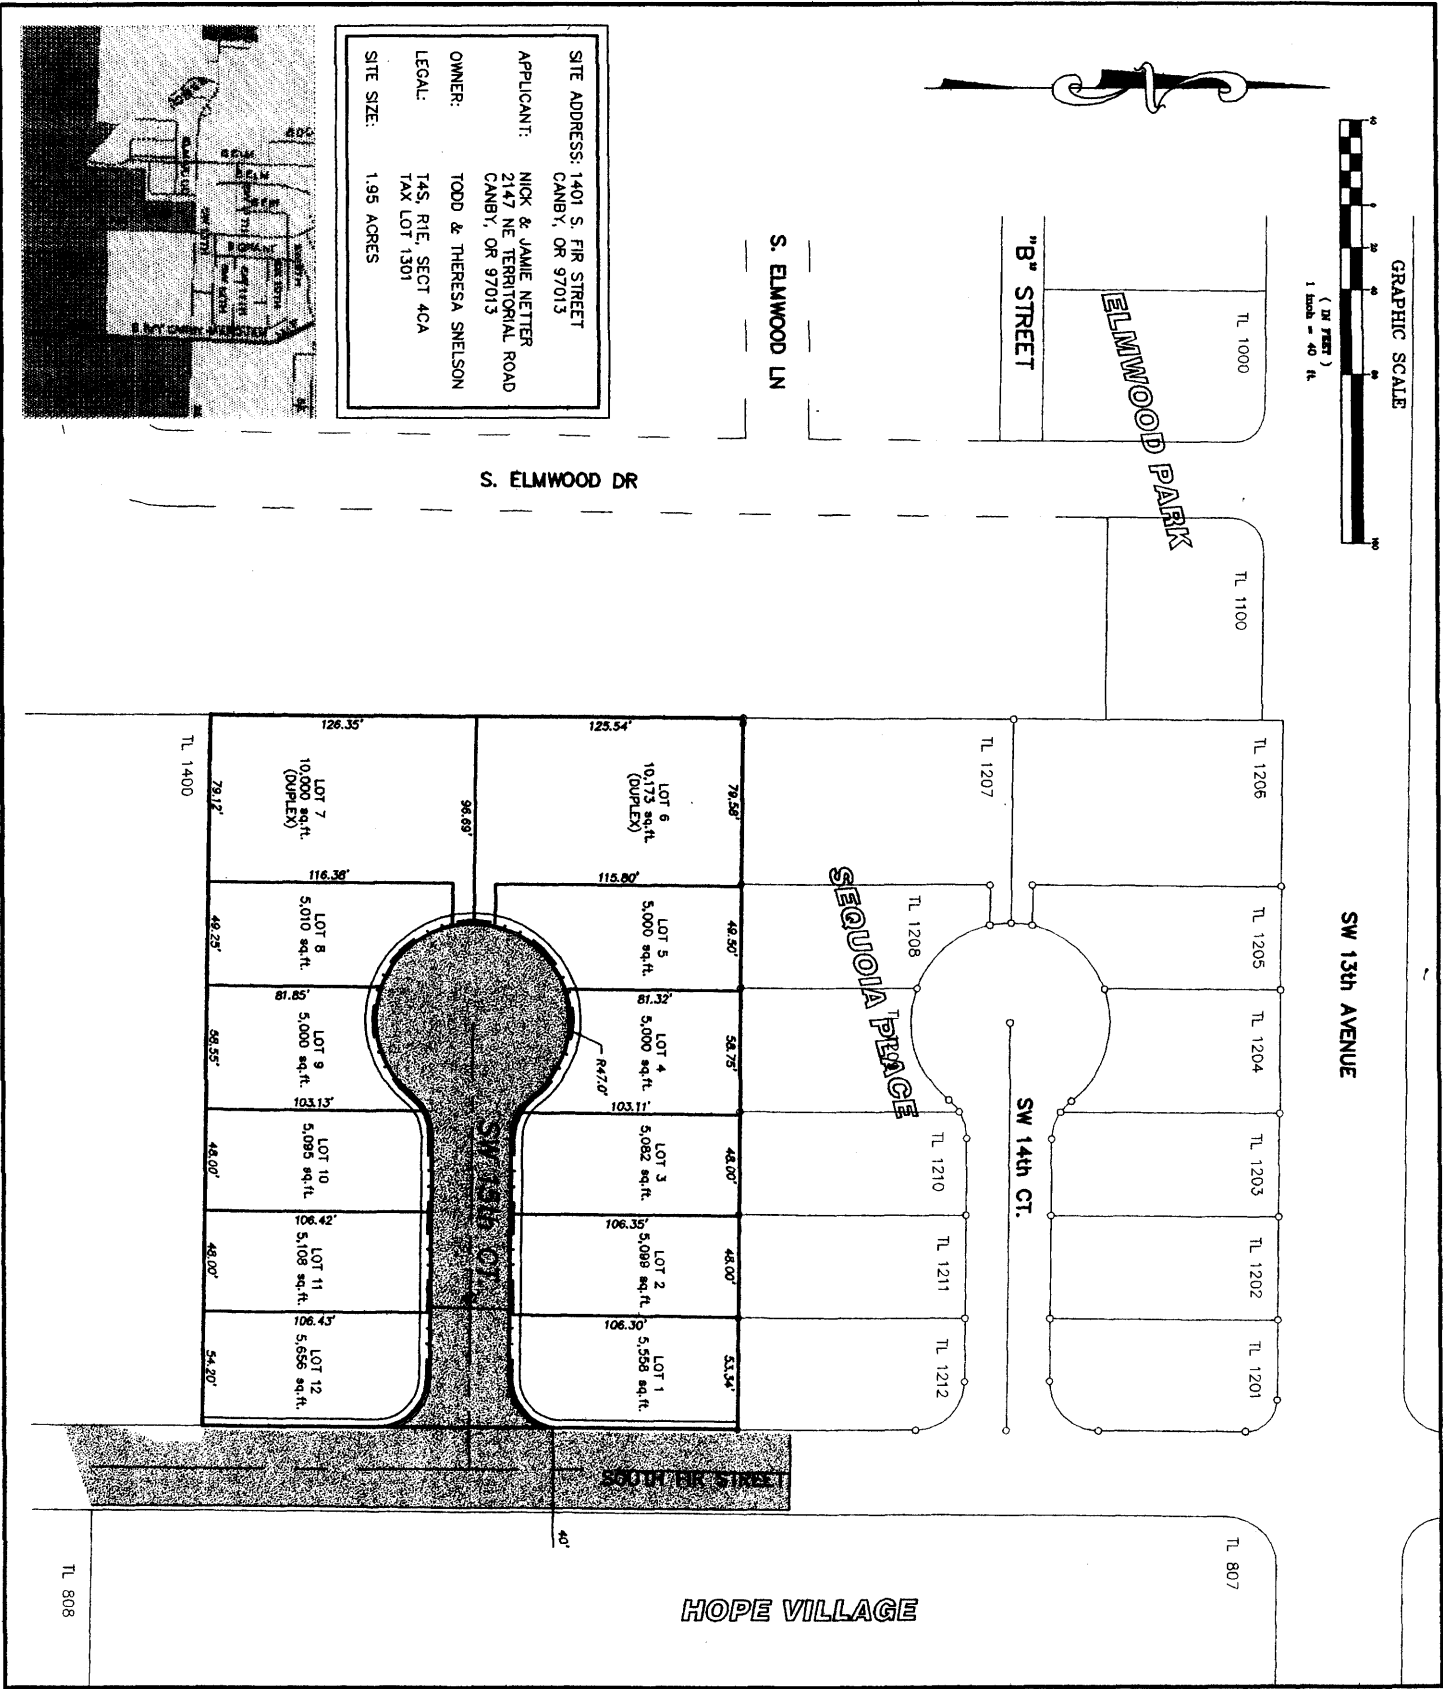 GRAPHIC SCALE
( IN FEET )
1 inch = 40 ft.
SITE ADDRESS: 1401 S. FIR STREET
CANBY, OR 97013
APPLICANT: NICK & JAMIE NETTER
2147 NE TERRITORIAL ROAD
CANBY, OR 97013
OWNER: TODD & THERESA SNELSON
LEGAL: T4S, R1E, SECT 4CA
TAX LOT 1301
SITE SIZE: 1.95 ACRES
S. ELMWOOD LN
"B" STREET
TL 1000
ELMWOOD PARK
S. ELMWOOD DR
TL 1100
SW 13th AVENUE
TL 1206
TL 1205
TL 1204
TL 1203
TL 1202
TL 1201
SW 14th CT.
TL 1207
TL 1208
SEQUOIA PLACE
TL 1210
TL 1211
TL 1212
125.54'
LOT 6
10,173 sq.ft.
(DUPLEX)
79.58'
115.80'
LOT 5
5,000 sq.ft.
49.50'
81.32'
LOT 4
5,000 sq.ft.
58.75'
R47.0'
103.11'
LOT 3
5,082 sq.ft.
48.00'
106.35'
LOT 2
5,099 sq.ft.
48.00'
106.30'
LOT 1
5,558 sq.ft.
53.34'
96.69'
SW 15th CT.
126.35'
LOT 7
10,000 sq.ft.
(DUPLEX)
79.12'
116.38'
LOT 8
5,010 sq.ft.
49.25'
81.85'
LOT 9
5,000 sq.ft.
58.55'
103.13'
LOT 10
5,095 sq.ft.
48.00'
106.42'
LOT 11
5,108 sq.ft.
48.00'
106.43'
LOT 12
5,656 sq.ft.
54.20'
TL 1400
SOUTH FIR STREET
40'
TL 807
HOPE VILLAGE
TL 808